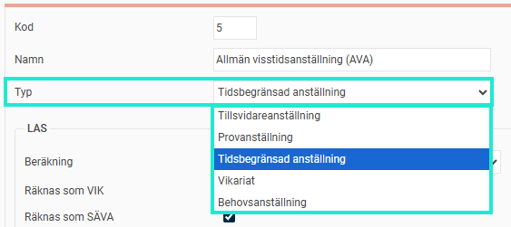 Kod 5
Namn Allmän visstidsanställning (AVA)
Typ Tidsbegränsad anställning
Tillsvidareanställning
Provanställning
LAS
Tidsbegränsad anställning
Beräkning
Vikariat
Räknas som VIK
Behovsanställning
Räknas som SÄVA